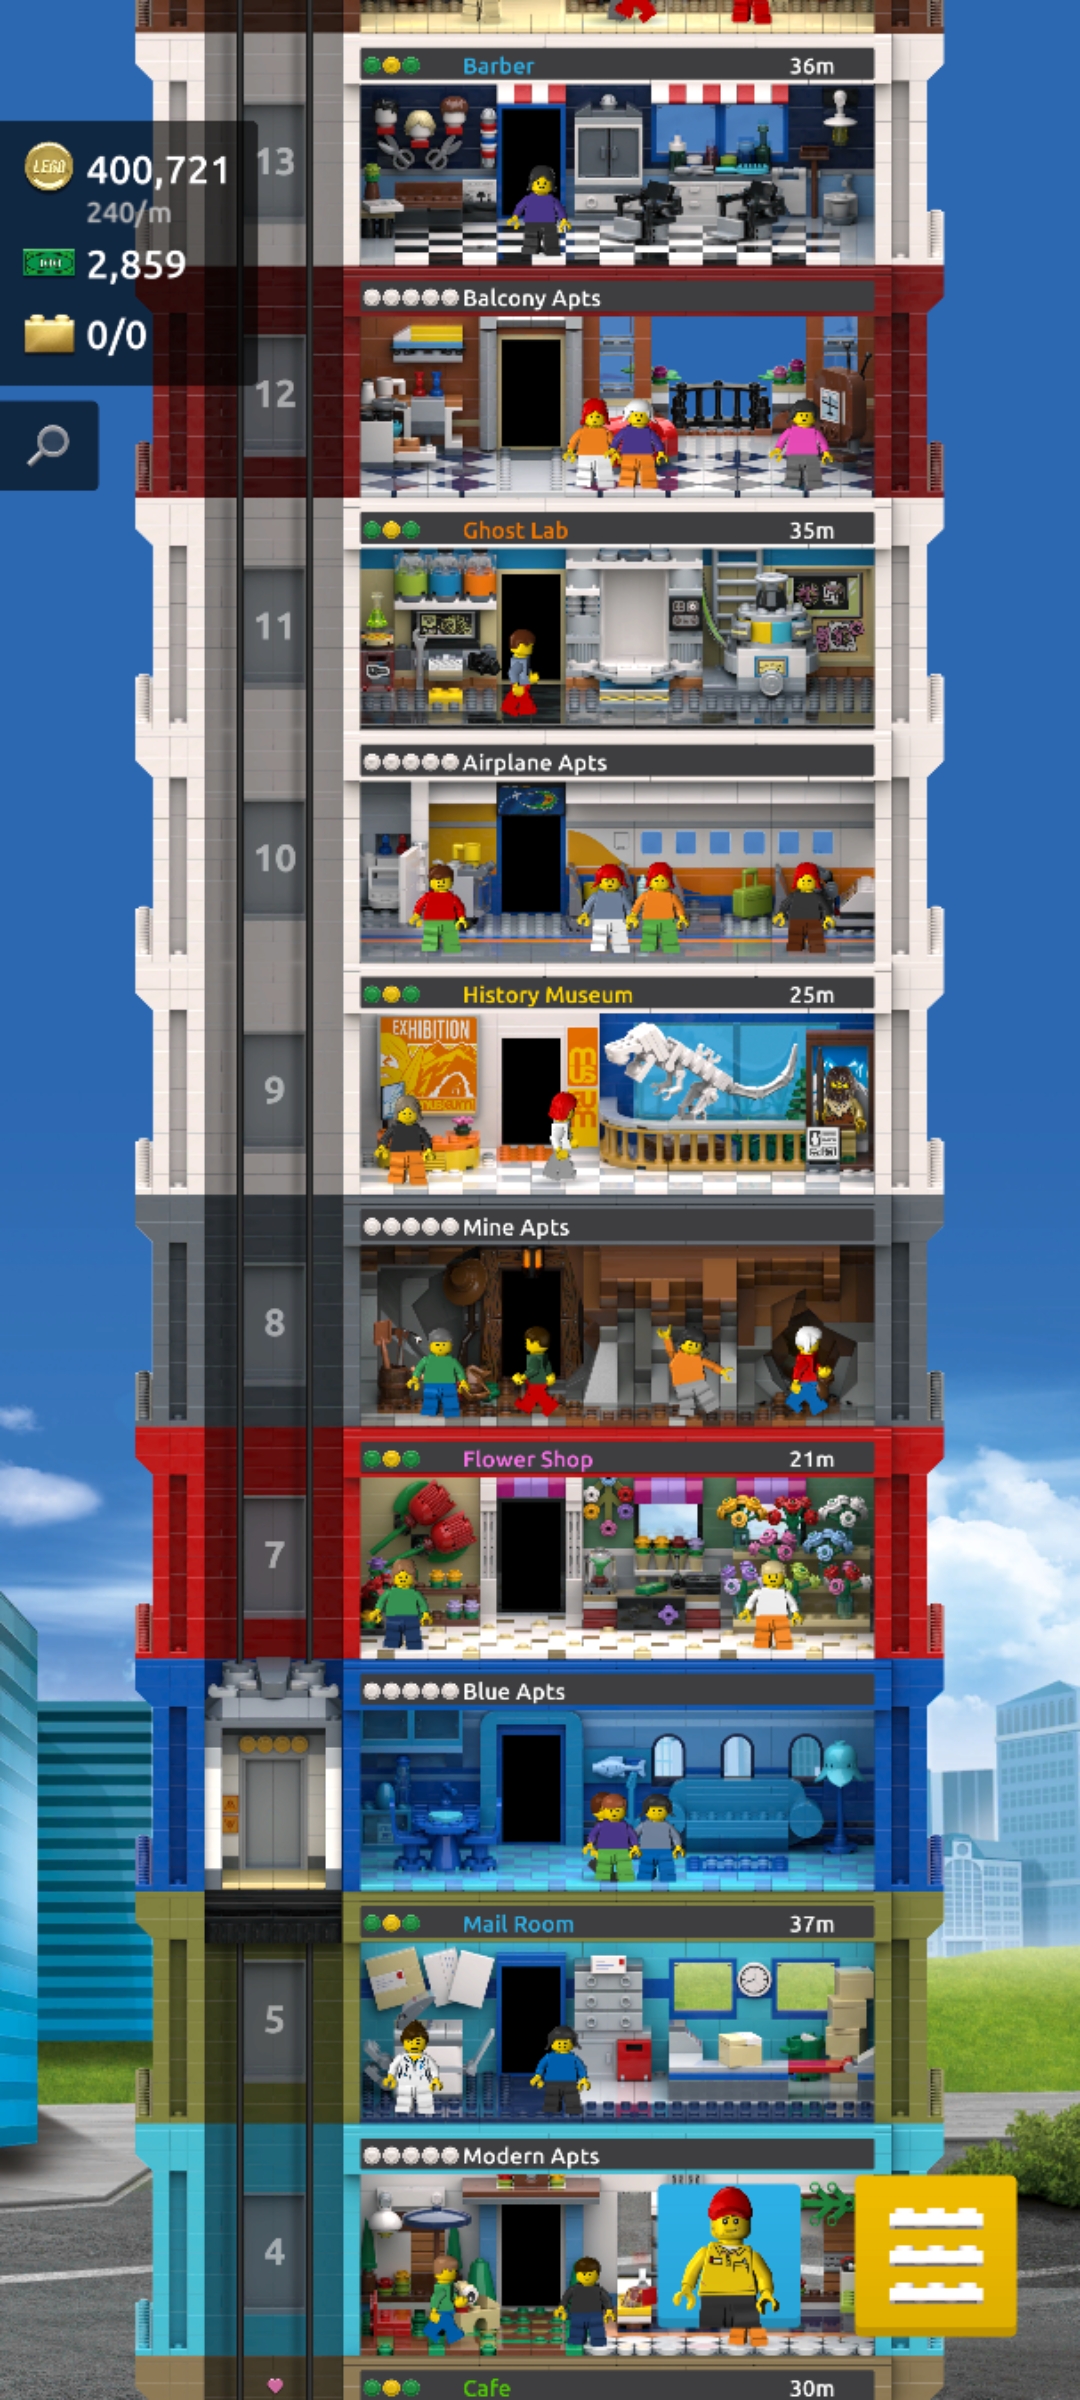 Barber 36m
13
LEGO 400,721
240/m
2,859
0/0
Balcony Apts
12
Ghost Lab 35m
11
Airplane Apts
10
History Museum 25m
EXHIBITION
9
Mine Apts
8
Flower Shop 21m
7
Blue Apts
Mail Room 37m
5
Modern Apts
4
Cafe 30m